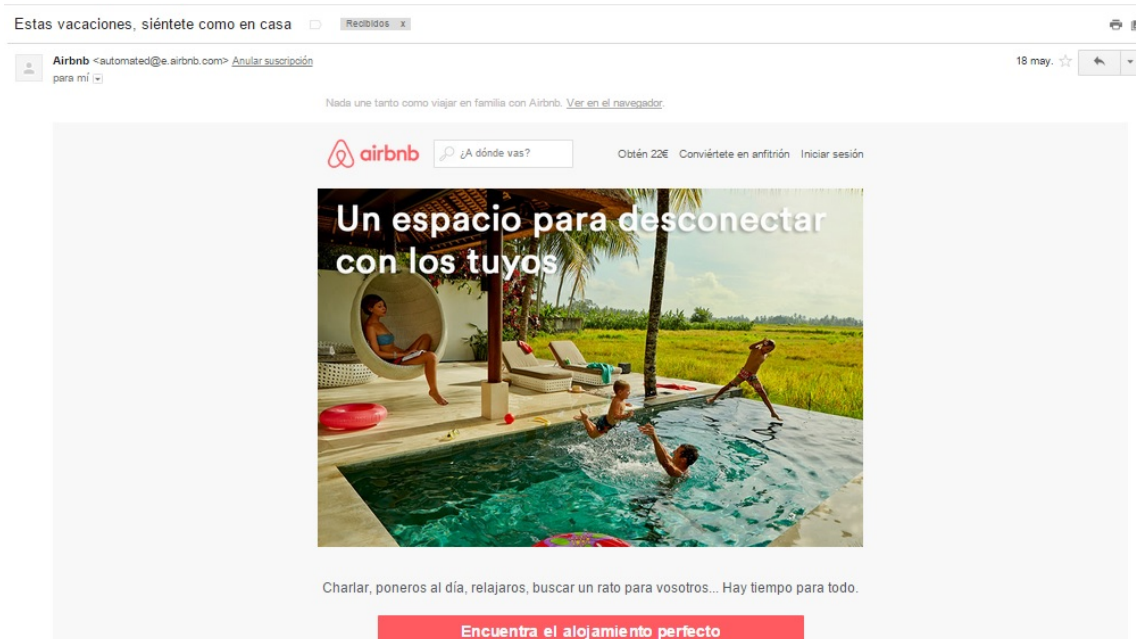 Estas vacaciones, siéntete como en casa
Recibidos x
Airbnb <automated@e.airbnb.com> Anular suscripción
18 may.
para mí
Nada une tanto como viajar en familia con Airbnb. Ver en el navegador.
airbnb
¿A dónde vas?
Obtén 22€ Conviértete en anfitrión Iniciar sesión
Un espacio para desconectar
con los tuyos
Charlar, poneros al día, relajaros, buscar un rato para vosotros... Hay tiempo para todo.
Encuentra el alojamiento perfecto